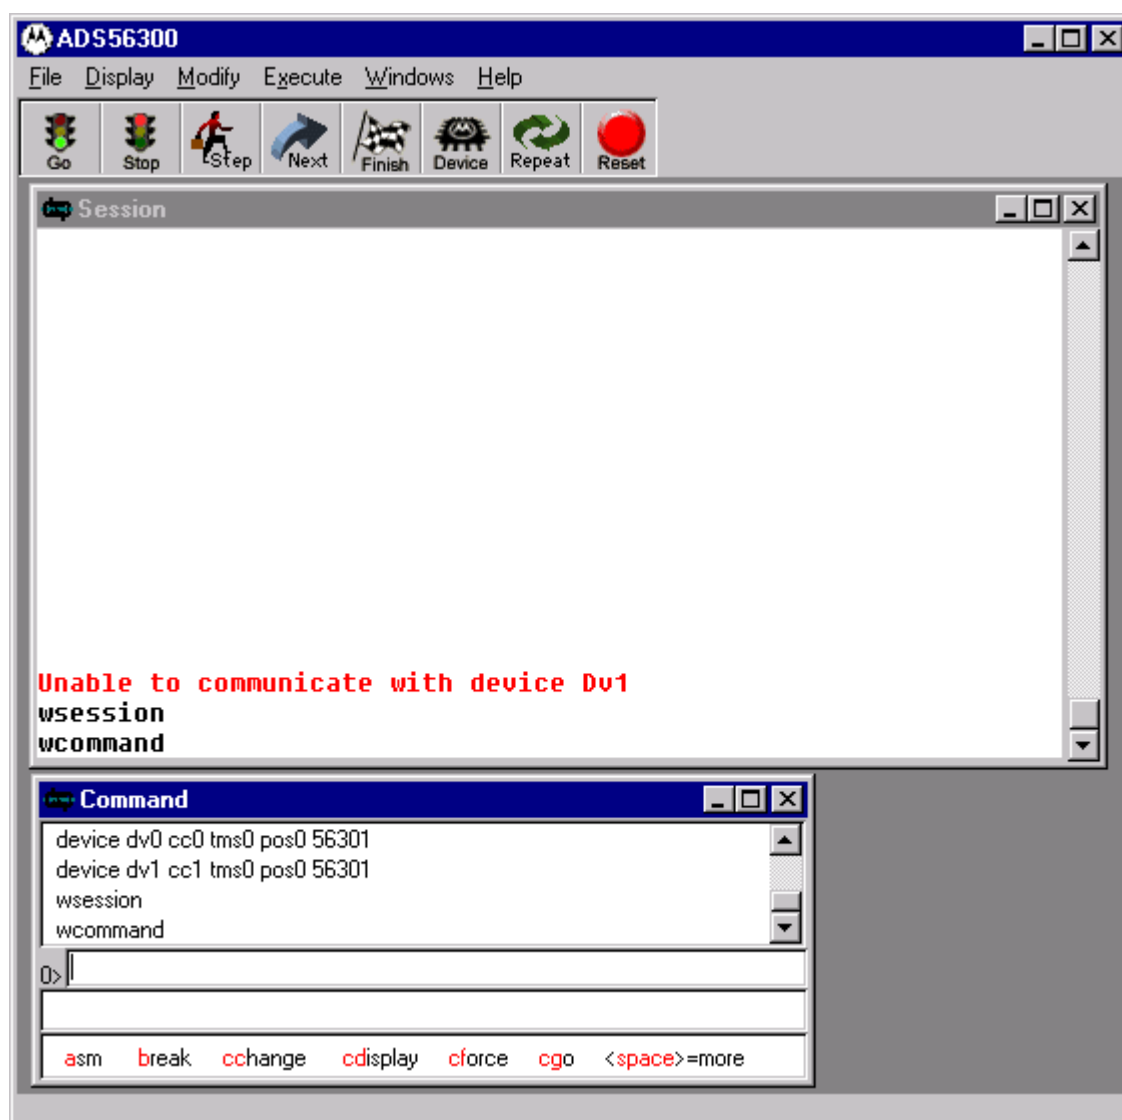 ADS56300
File Display Modify Execute Windows Help
Go Stop Step Next Finish Device Repeat Reset
Session
Unable to communicate with device Dv1
wsession
wcommand
Command
device dv0 cc0 tms0 pos0 56301
device dv1 cc1 tms0 pos0 56301
wsession
wcommand
0>
asm break cchange cdisplay cforce cgo <space>=more